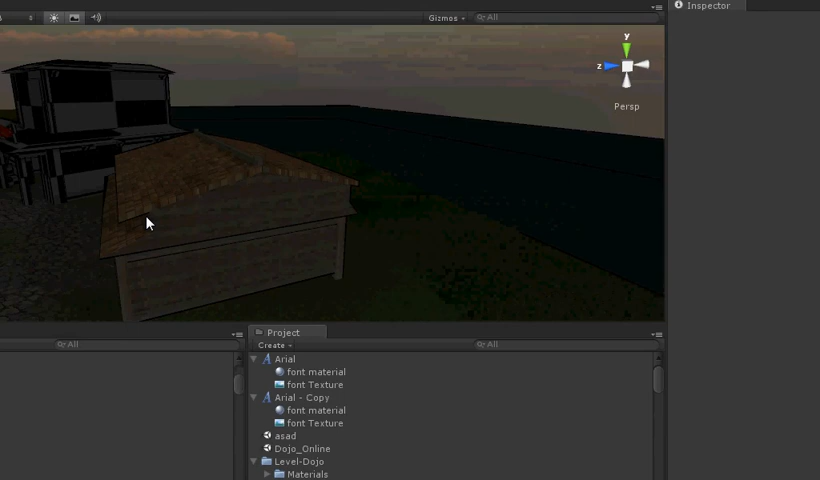 Inspector
Gizmos
All
y
z
Persp
Project
All
Create
All
Arial
font material
font Texture
Arial - Copy
font material
font Texture
asad
Dojo_Online
Level-Dojo
Materials